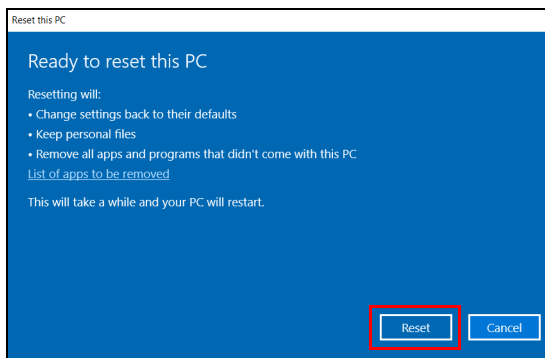 Reset this PC
Ready to reset this PC
Resetting will:
• Change settings back to their defaults
• Keep personal files
• Remove all apps and programs that didn't come with this PC
List of apps to be removed
This will take a while and your PC will restart.
Reset Cancel